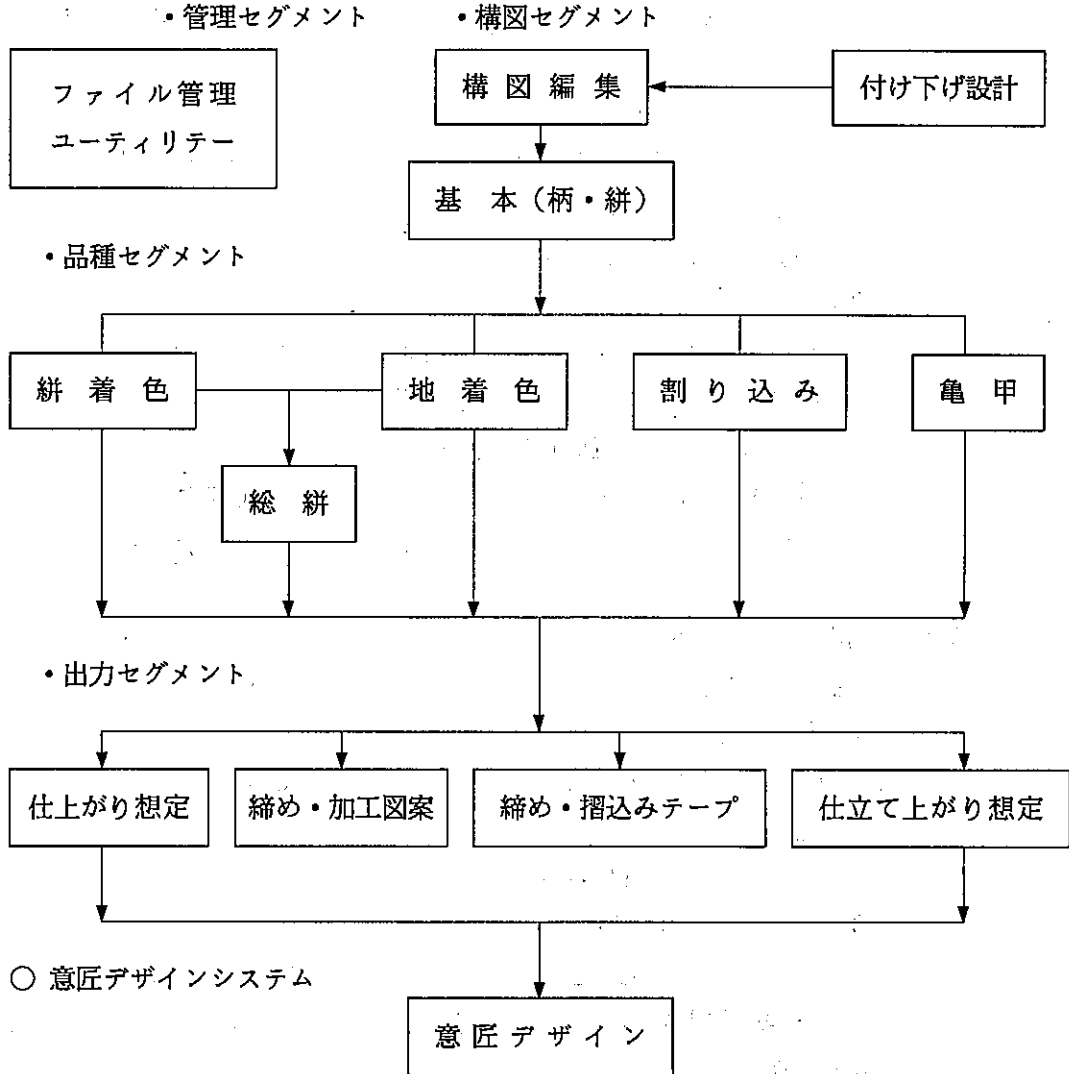 ・管理セグメント
・構図セグメント
ファイル管理
ユーティリテー
構図編集
付け下げ設計
基本（柄・絣）
・品種セグメント
絣着色
地着色
割り込み
亀甲
総絣
・出力セグメント
仕上がり想定
締め・加工図案
締め・摺込みテープ
仕立て上がり想定
○ 意匠デザインシステム
意匠デザイン